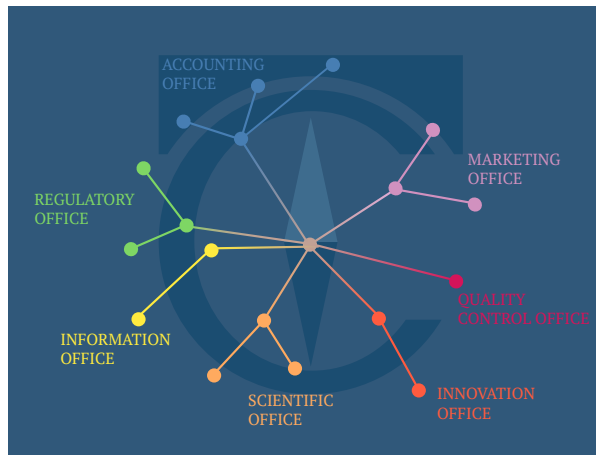 ACCOUNTING
OFFICE
MARKETING
OFFICE
REGULATORY
OFFICE
QUALITY
CONTROL OFFICE
INFORMATION
OFFICE
INNOVATION
OFFICE
SCIENTIFIC
OFFICE